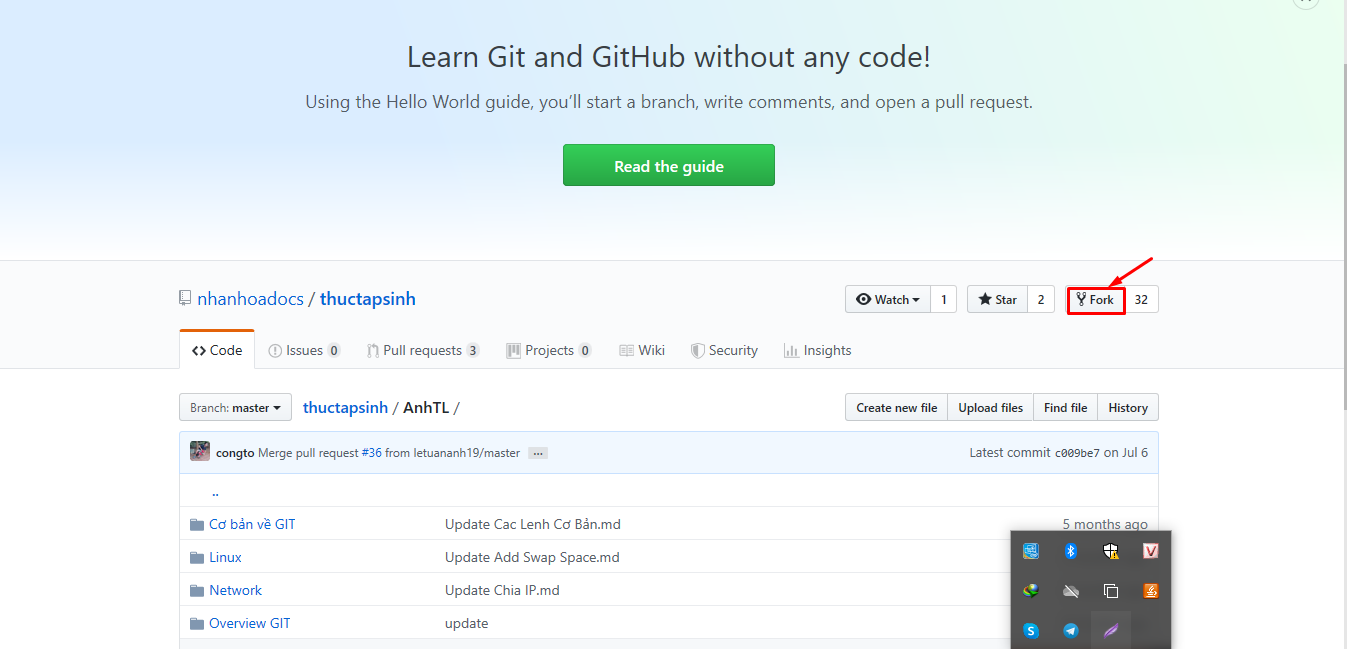 Learn Git and GitHub without any code!
Using the Hello World guide, you’ll start a branch, write comments, and open a pull request.
Read the guide
nhanhoadocs / thuctapsinh
Watch 1 Star 2 Fork 32
Code Issues 0 Pull requests 3 Projects 0 Wiki Security Insights
Branch: master thuctapsinh / AnhTL / Create new file Upload files Find file History
congto Merge pull request #36 from letuananh19/master ... Latest commit c009be7 on Jul 6
..
Cơ bản về GIT Update Cac Lenh Cơ Bản.md 5 months ago
Linux Update Add Swap Space.md
Network Update Chia IP.md
Overview GIT update